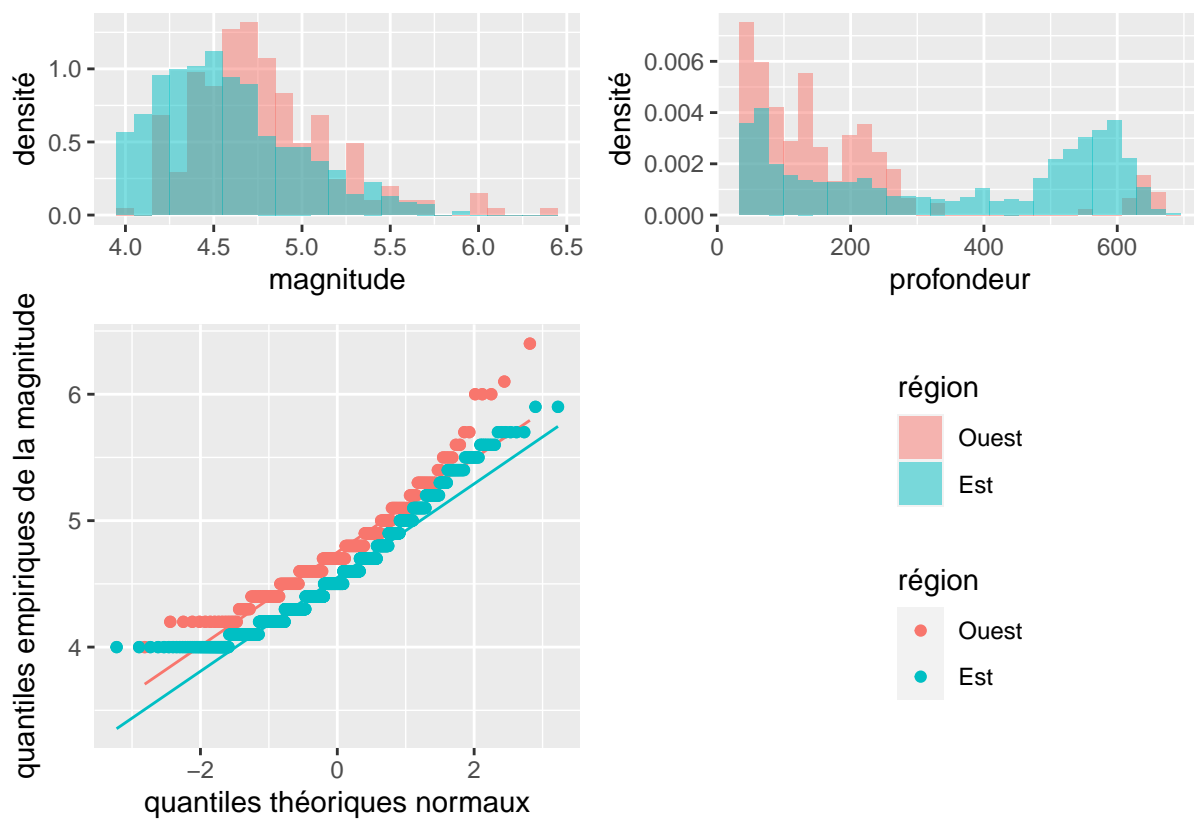 densité
1.0
0.5
0.0
4.0 4.5 5.0 5.5 6.0 6.5
magnitude
densité
0.006
0.004
0.002
0.000
0 200 400 600
profondeur
quantiles empiriques de la magnitude
6
5
4
−2 0 2
quantiles théoriques normaux
région
Ouest
Est
région
Ouest
Est